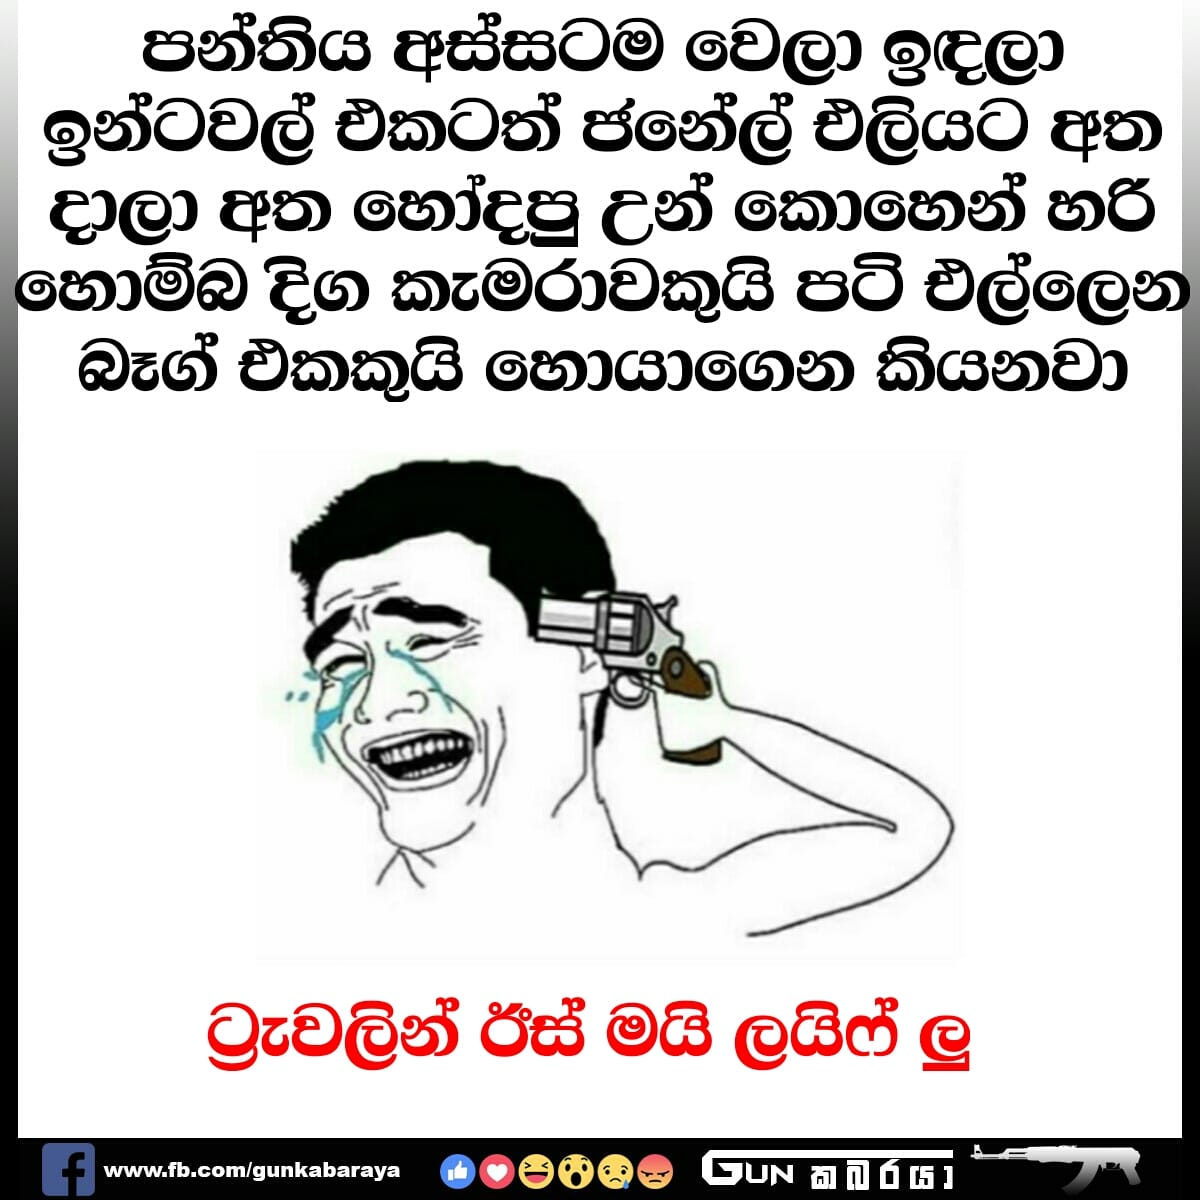 පන්තිය අස්සටම වෙලා ඉඳලා
ඉන්ටවල් එකටත් ජනේල් එලියට අත
දාලා අත හෝදපු උන් කොහෙන් හරි
හොම්බ දිග කැමරාවකුයි පටි එල්ලෙන
බෑග් එකකුයි හොයාගෙන කියනවා
ට්‍රැවලින් ඊස් මයි ලයිෆ් ලු
www.fb.com/gunkabaraya
GUN කබරයා